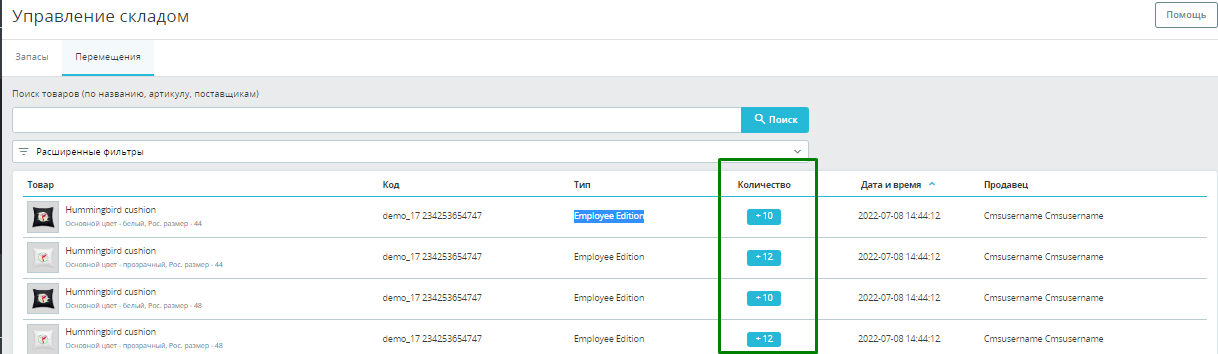 Управление складом
Помощь
Запасы
Перемещения
Поиск товаров (по названию, артикулу, поставщикам)
Поиск
Расширенные фильтры
Товар Код Тип Количество Дата и время Продавец
Hummingbird cushion
Основной цвет - белый, Рос. размер - 44
demo_17 234253654747 Employee Edition + 10 2022-07-08 14:44:12 Cmsusername Cmsusername
Hummingbird cushion
Основной цвет - прозрачный, Рос. размер - 44
demo_17 234253654747 Employee Edition + 12 2022-07-08 14:44:12 Cmsusername Cmsusername
Hummingbird cushion
Основной цвет - белый, Рос. размер - 48
demo_17 234253654747 Employee Edition + 10 2022-07-08 14:44:12 Cmsusername Cmsusername
Hummingbird cushion
Основной цвет - прозрачный, Рос. размер - 48
demo_17 234253654747 Employee Edition + 12 2022-07-08 14:44:12 Cmsusername Cmsusername